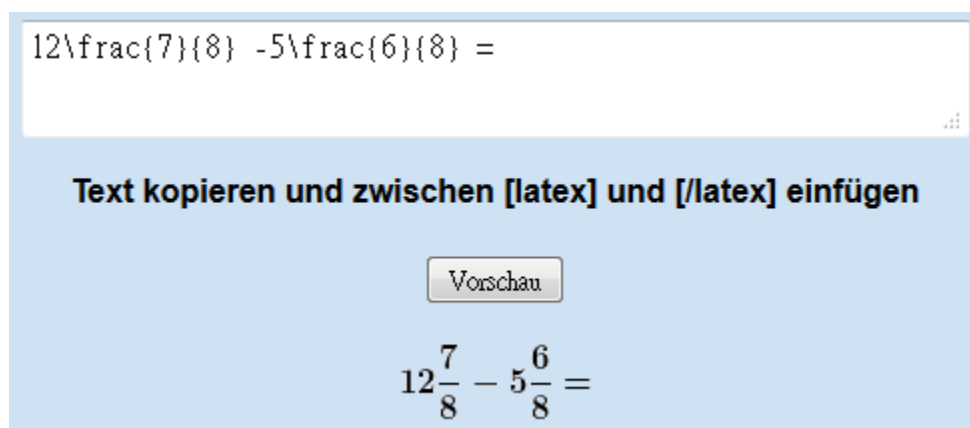 12\frac{7}{8} -5\frac{6}{8} =
Text kopieren und zwischen [latex] und [/latex] einfügen
Vorschau
12 7/8 − 5 6/8 =